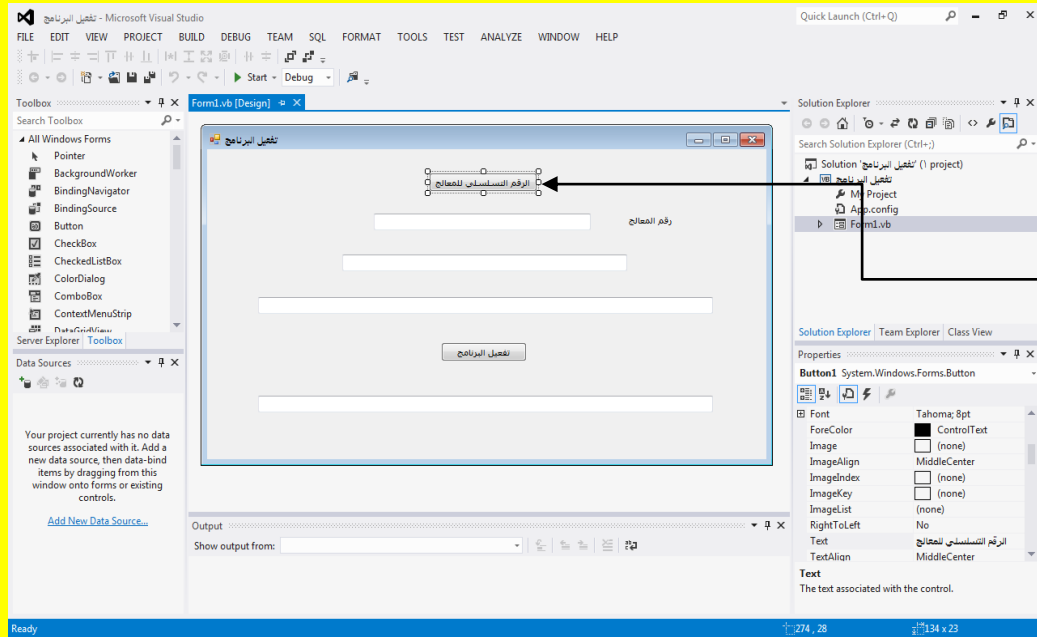 تفعيل البرنامج - Microsoft Visual Studio
Quick Launch (Ctrl+Q)
FILE EDIT VIEW PROJECT BUILD DEBUG TEAM SQL FORMAT TOOLS TEST ANALYZE WINDOW HELP
Start Debug
Toolbox
Search Toolbox
All Windows Forms
Pointer
BackgroundWorker
BindingNavigator
BindingSource
Button
CheckBox
CheckedListBox
ColorDialog
ComboBox
ContextMenuStrip
DataGridView
Server Explorer Toolbox
Data Sources
Your project currently has no data
sources associated with it. Add a
new data source, then data-bind
items by dragging from this
window onto forms or existing
controls.
Add New Data Source...
Form1.vb [Design]
تفعيل البرنامج
الرقم التسلسلي للمعالج
رقم المعالج
تفعيل البرنامج
Output
Show output from:
Solution Explorer
Search Solution Explorer (Ctrl+;)
Solution 'تفعيل البرنامج' (1 project)
تفعيل البرنامج
My Project
App.config
Form1.vb
Solution Explorer Team Explorer Class View
Properties
Button1 System.Windows.Forms.Button
Font Tahoma; 8pt
ForeColor ControlText
Image (none)
ImageAlign MiddleCenter
ImageIndex (none)
ImageKey (none)
ImageList (none)
RightToLeft No
Text الرقم التسلسلي للمعالج
TextAlign MiddleCenter
Text
The text associated with the control.
Ready
274 , 28
134 x 23